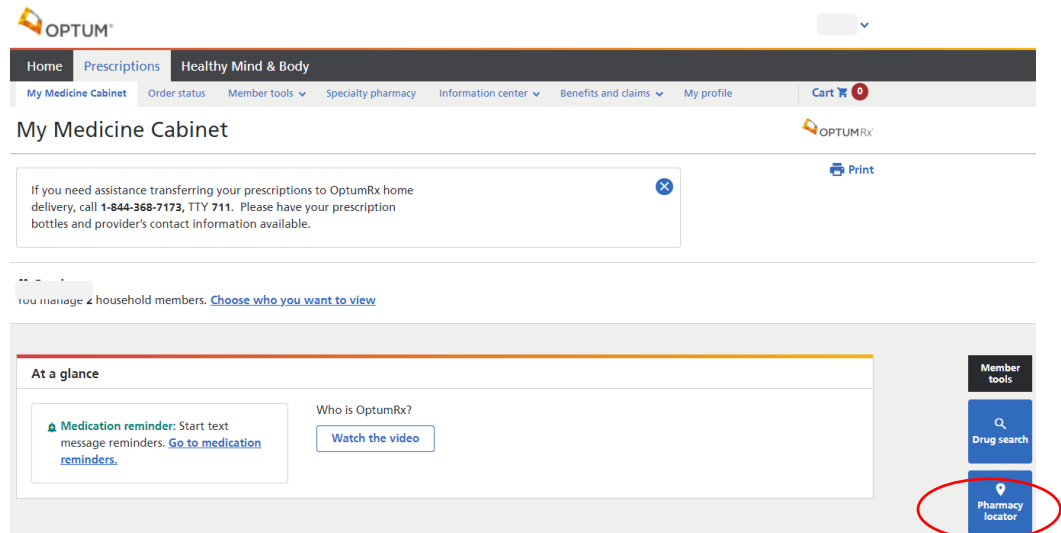 OPTUM®
Home Prescriptions Healthy Mind & Body
My Medicine Cabinet Order status Member tools Specialty pharmacy Information center Benefits and claims My profile Cart 0
My Medicine Cabinet
OPTUMRx®
Print
If you need assistance transferring your prescriptions to OptumRx home
delivery, call 1-844-368-7173, TTY 711. Please have your prescription
bottles and provider's contact information available.
You manage 2 household members. Choose who you want to view
At a glance
Medication reminder: Start text
message reminders. Go to medication
reminders.
Who is OptumRx?
Watch the video
Member
tools
Drug search
Pharmacy
locator